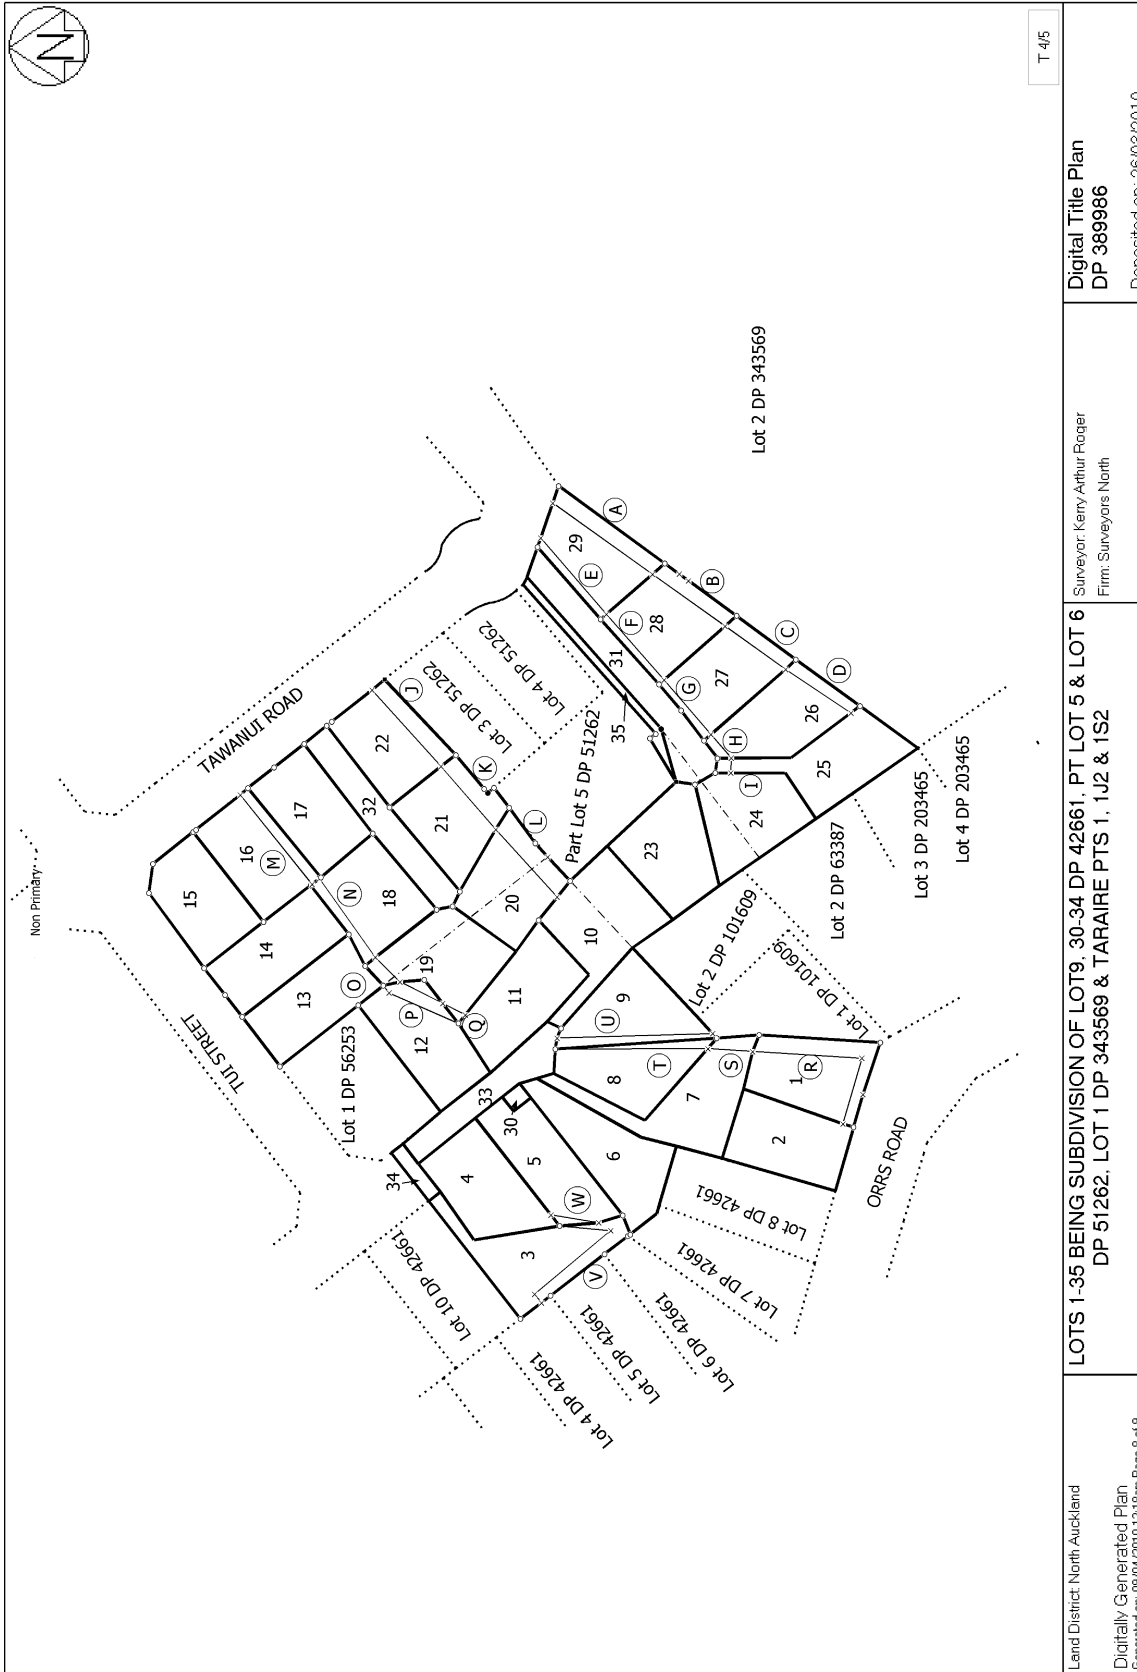 N
T 4/5
Non Primary
TAWANUI ROAD
TUI STREET
ORRS ROAD
15
16
M
17
14
N
18
32
22
J
13
O
21
K
Lot 3 DP 51262
Lot 4 DP 51262
19
20
L
P
Q
12
11
10
Part Lot 5 DP 51262
35
31
29
A
E
F
28
B
G
27
C
H
26
D
I
25
24
23
Lot 2 DP 343569
Lot 1 DP 56253
33
34
30
4
5
3
6
W
V
9
U
8
T
7
S
1
R
2
Lot 2 DP 101609
Lot 1 DP 101609
Lot 2 DP 63387
Lot 3 DP 203465
Lot 4 DP 203465
Lot 10 DP 42661
Lot 4 DP 42661
Lot 5 DP 42661
Lot 6 DP 42661
Lot 7 DP 42661
Lot 8 DP 42661
Land District: North Auckland
Digitally Generated Plan
LOTS 1-35 BEING SUBDIVISION OF LOT9, 30-34 DP 42661, PT LOT 5 & LOT 6
DP 51262, LOT 1 DP 343569 & TARAIRE PTS 1, 1J2 & 1S2
Surveyor: Kerry Arthur Roger
Firm: Surveyors North
Digital Title Plan
DP 389986